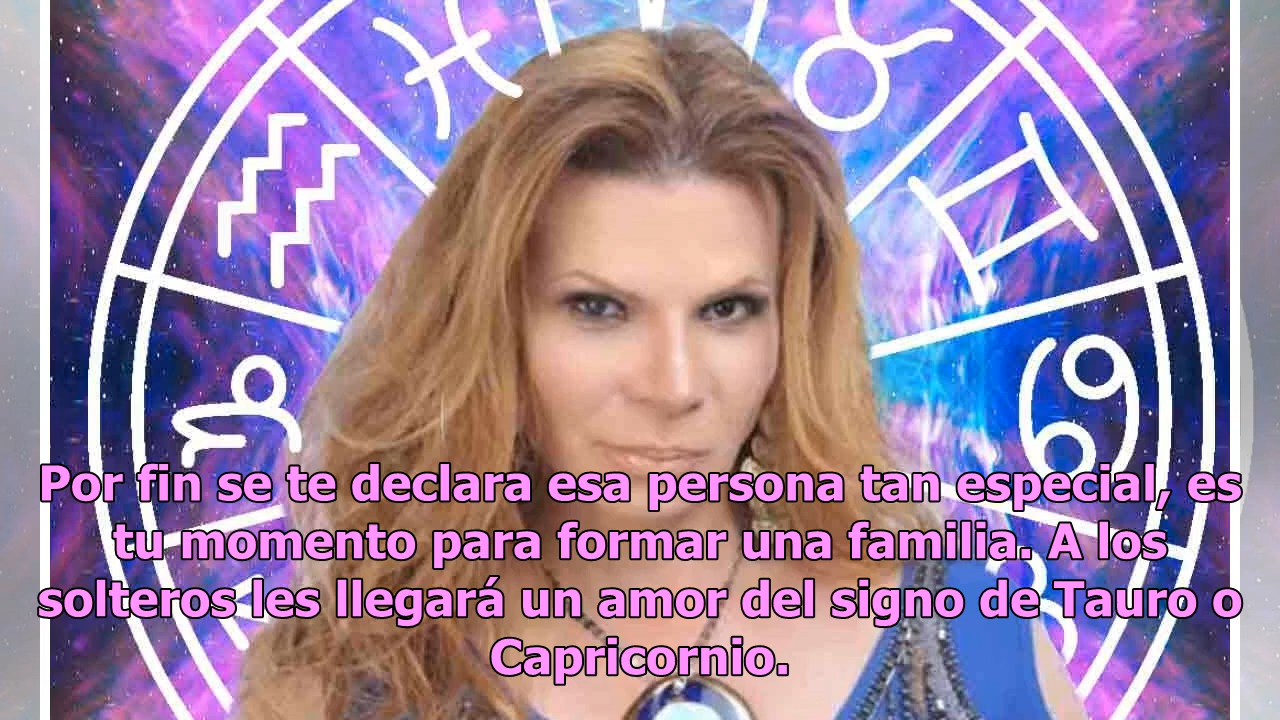 Por fin se te declara esa persona tan especial, es
tu momento para formar una familia. A los
solteros les llegará un amor del signo de Tauro o
Capricornio.